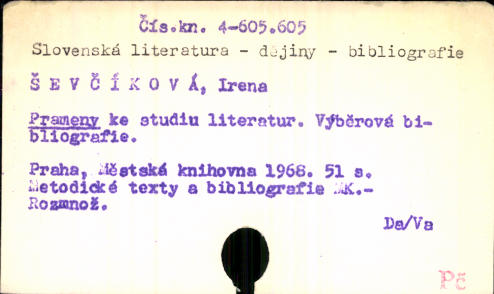 Čís.kn. 4-605.605
Slovenská literatura - dějiny - bibliografie
Š E V Č Í K O V Á, Irena
Prameny ke studiu literatur. Výběrová bi-
bliografie.
Praha, Městská knihovna 1968. 51 s.
Metodické texty a bibliografie MK.-
Rozmnož.
Da/Va
Pč